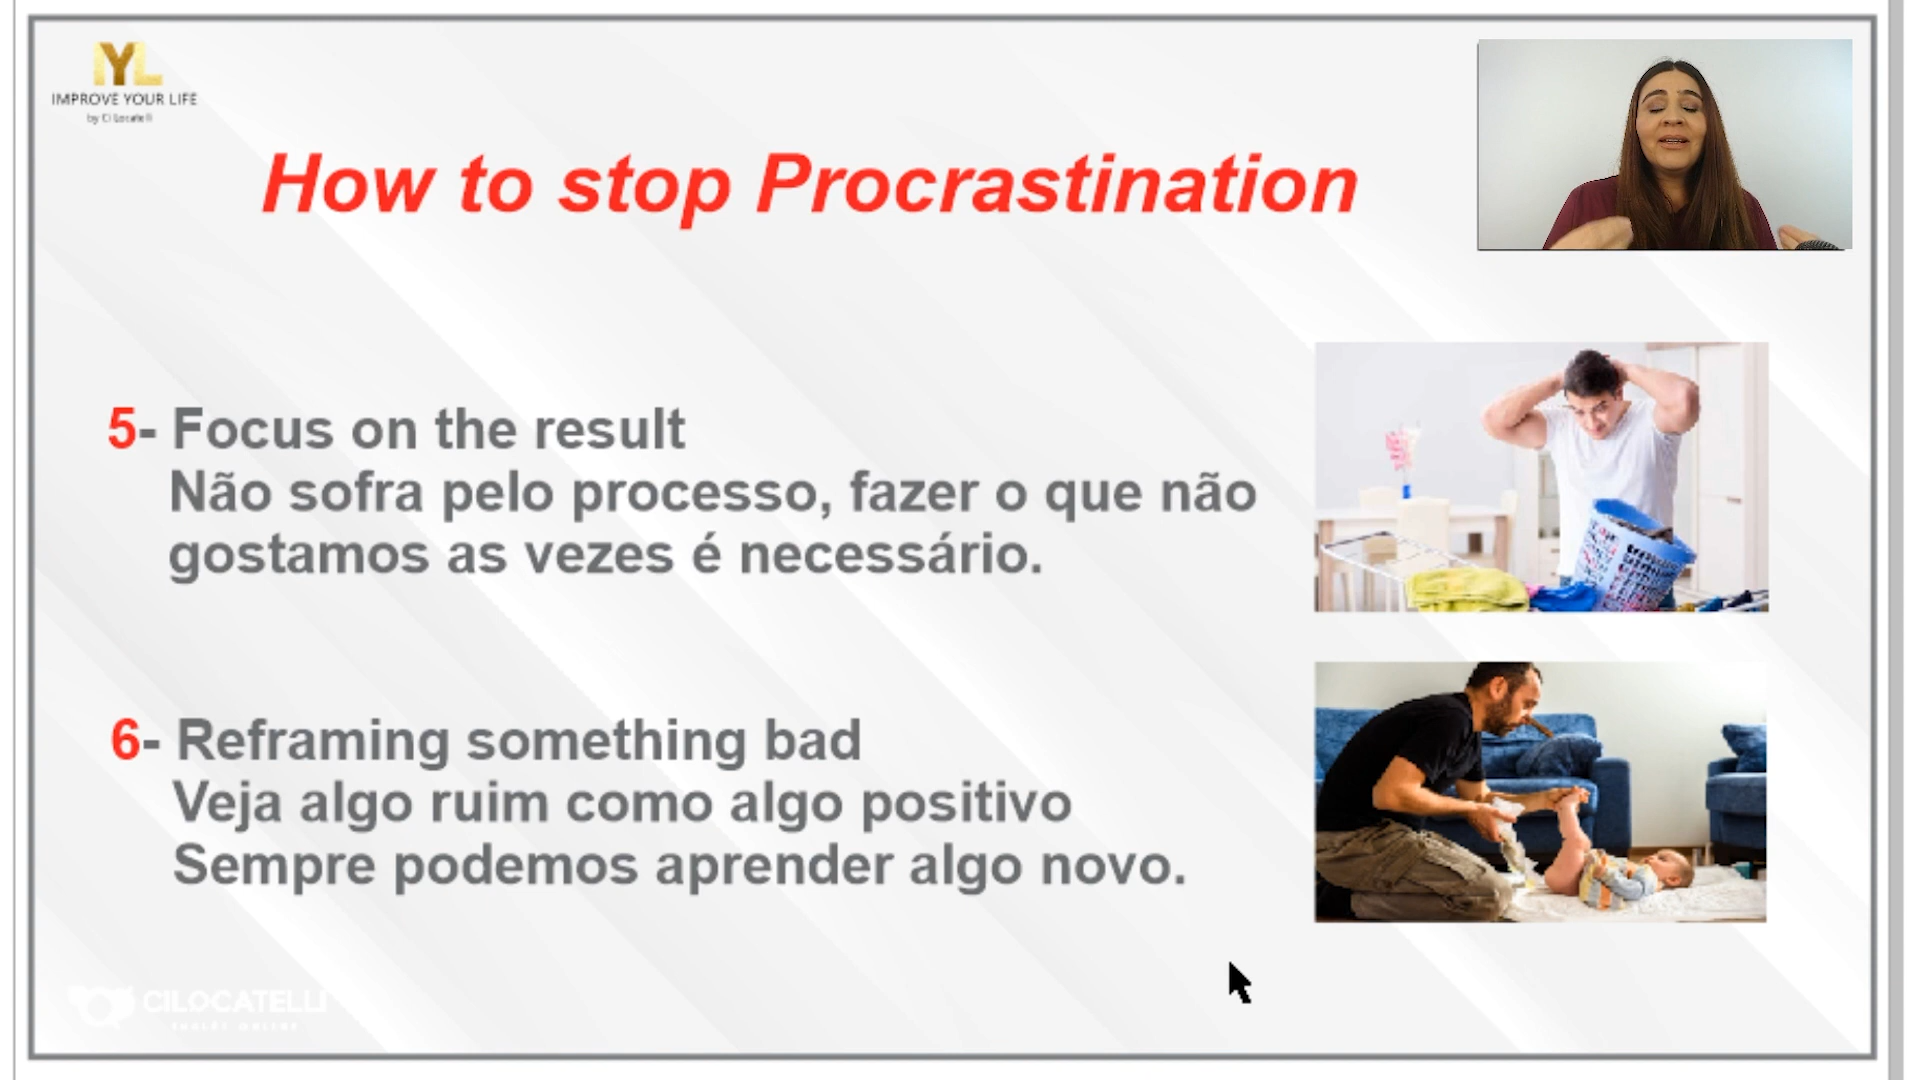 IYL
IMPROVE YOUR LIFE
by Ci Locatelli
How to stop Procrastination
5- Focus on the result
Não sofra pelo processo, fazer o que não
gostamos as vezes é necessário.
6- Reframing something bad
Veja algo ruim como algo positivo
Sempre podemos aprender algo novo.
CILOCATELLI